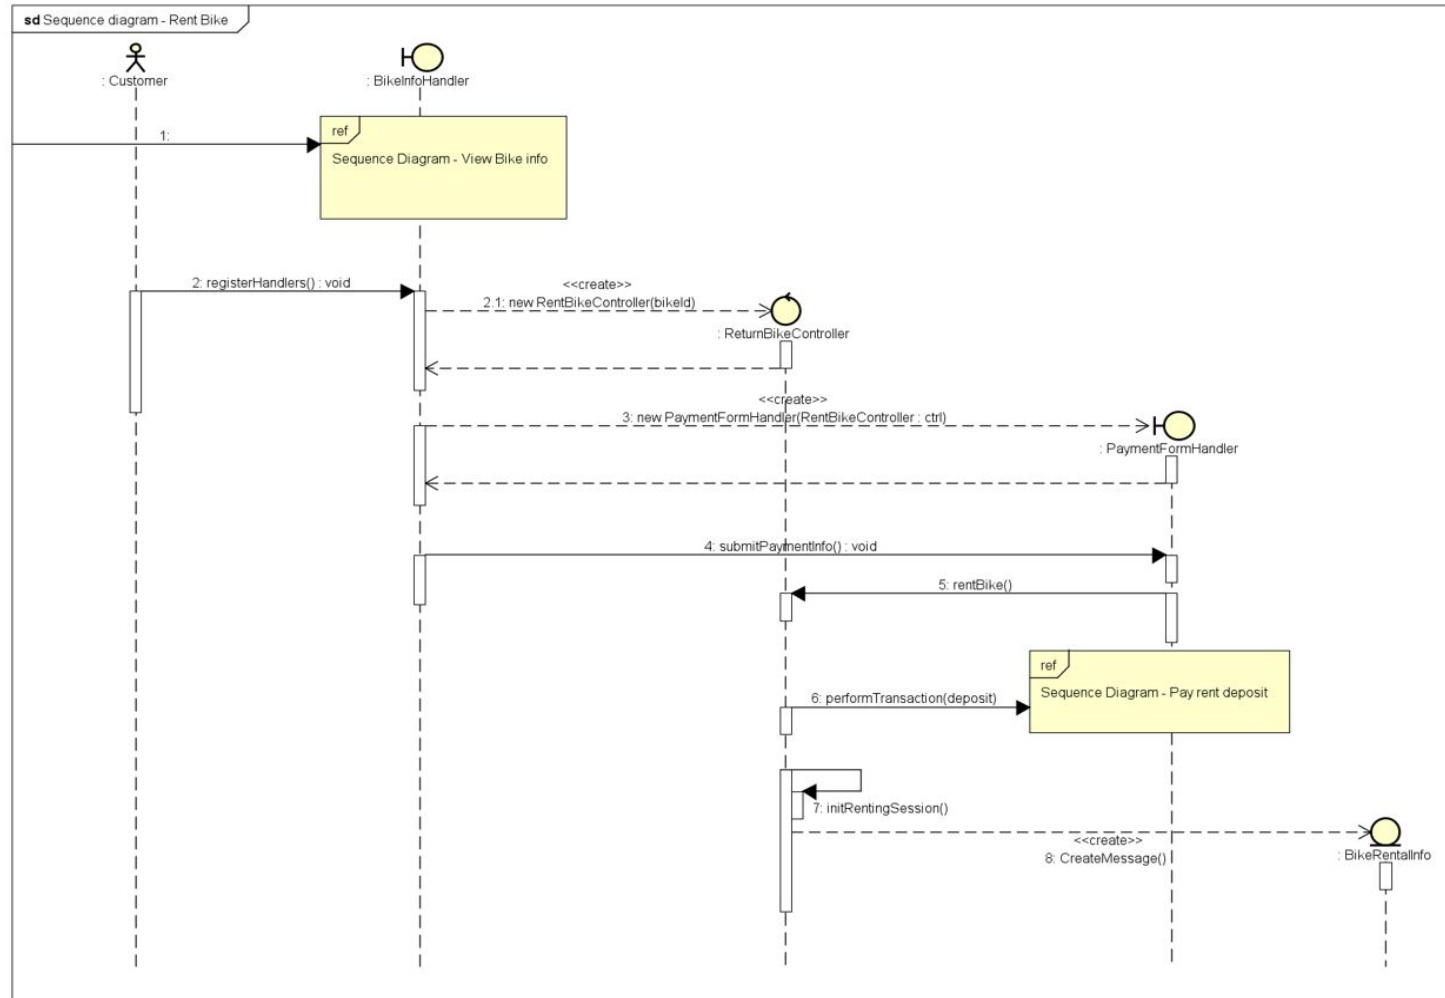 sd Sequence diagram - Rent Bike
: Customer
: BikeInfoHandler
1:
ref
Sequence Diagram - View Bike info
2: registerHandlers() : void
<<create>>
2.1: new RentBikeController(bikeId)
: ReturnBikeController
<<create>>
3: new PaymentFormHandler(RentBikeController : ctrl)
: PaymentFormHandler
4: submitPaymentInfo() : void
5: rentBike()
ref
Sequence Diagram - Pay rent deposit
6: performTransaction(deposit)
7: initRentingSession()
<<create>>
8: CreateMessage()
: BikeRentalInfo